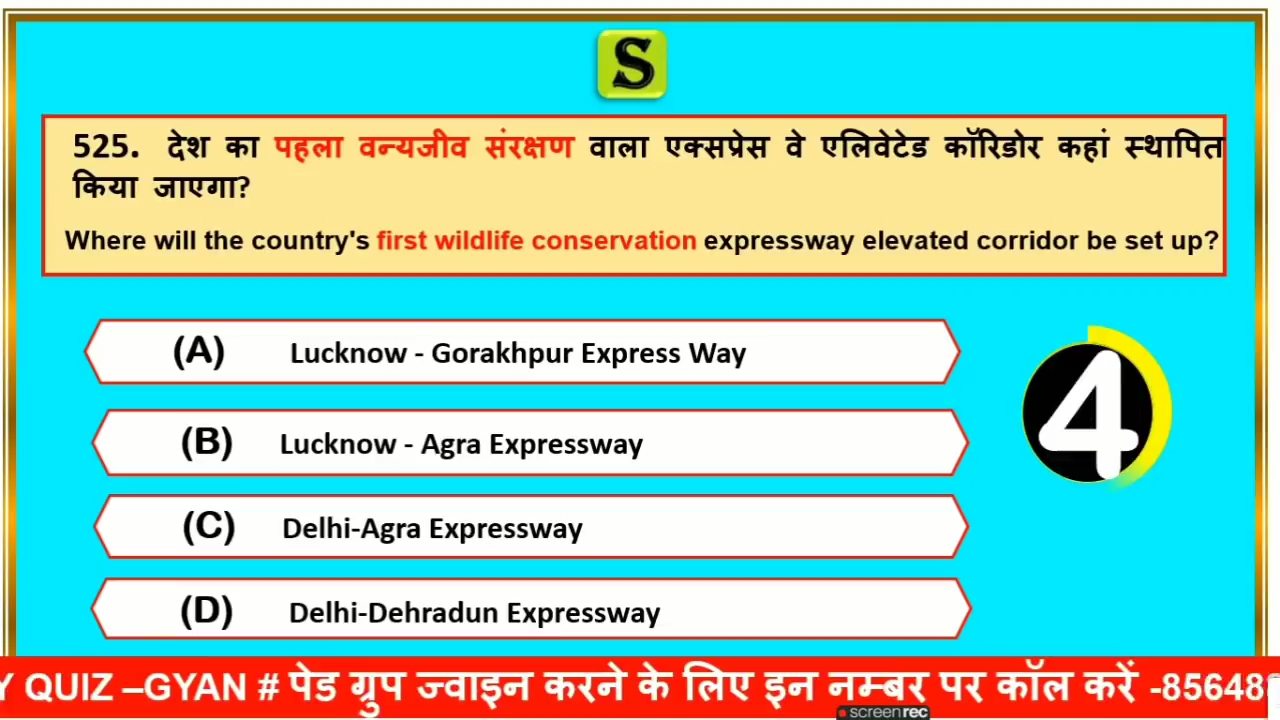 S
525. देश का पहला वन्यजीव संरक्षण वाला एक्सप्रेस वे एलिवेटेड कॉरिडोर कहां स्थापित
किया जाएगा?
Where will the country's first wildlife conservation expressway elevated corridor be set up?
(A) Lucknow - Gorakhpur Express Way
4
(B) Lucknow - Agra Expressway
(C) Delhi-Agra Expressway
(D) Delhi-Dehradun Expressway
Y QUIZ –GYAN # पेड ग्रुप ज्वाइन करने के लिए इन नम्बर पर कॉल करें -85648
screenrec